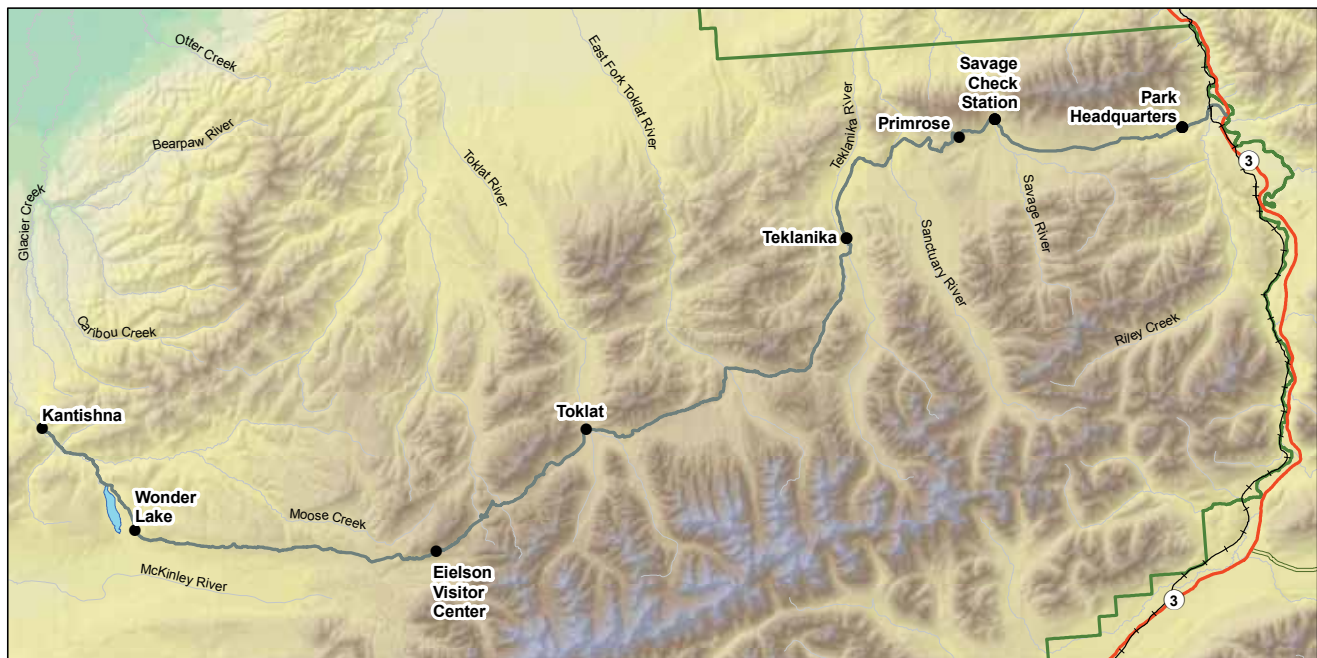 Otter Creek
East Fork Toklat River
Savage
Check
Station
Park
Headquarters
Teklanika River
Primrose
Bearpaw River
Toklat River
3
Savage River
Glacier Creek
Teklanika
Sanctuary River
Caribou Creek
Riley Creek
Kantishna
Toklat
Wonder
Lake
Moose Creek
McKinley River
Eielson
Visitor
Center
3